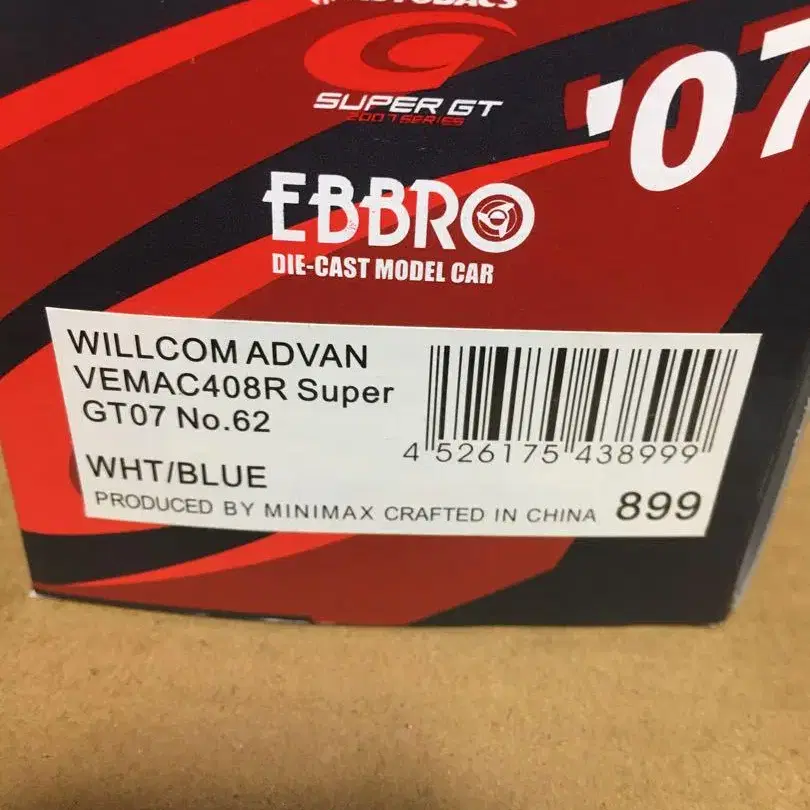 SUPER GT
2007 SERIES
'07
EBBRO
DIE-CAST MODEL CAR
WILLCOM ADVAN
VEMAC408R Super
GT07 No.62
WHT/BLUE
4 526175 438999
PRODUCED BY MINIMAX CRAFTED IN CHINA 899